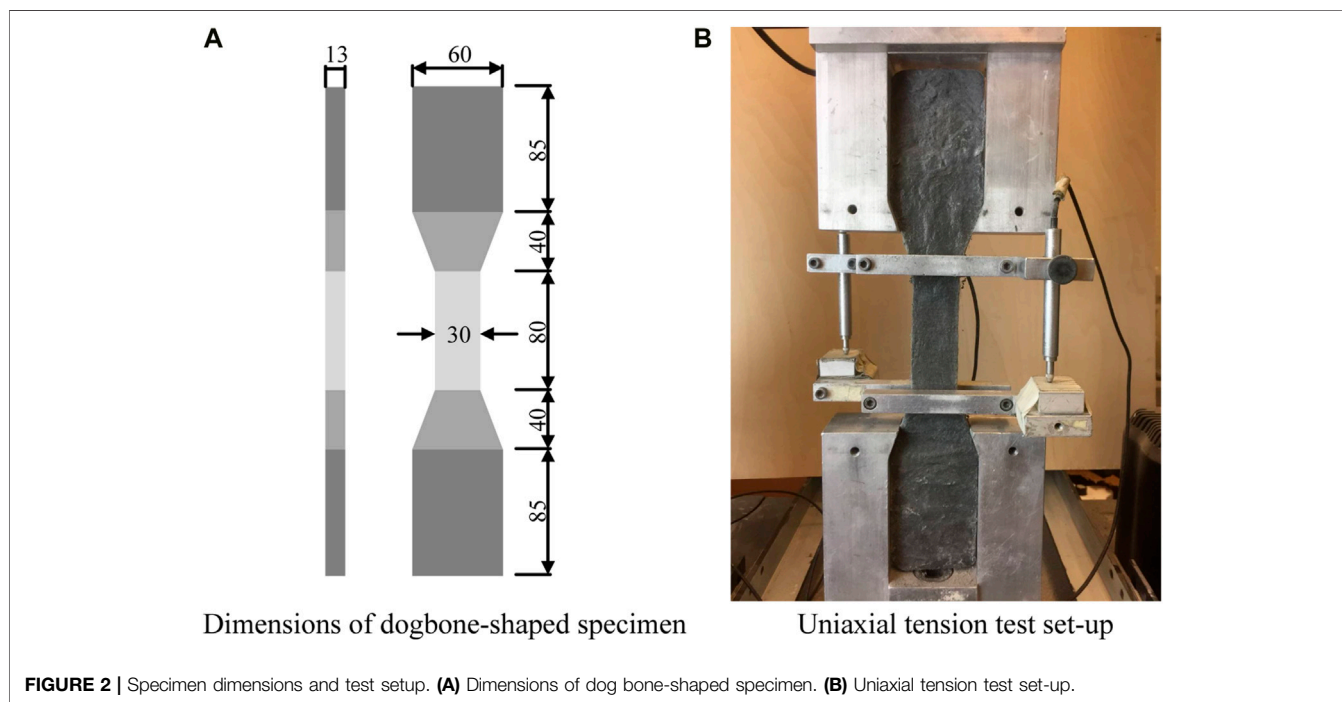 A
B
13
60
85
40
80
30
40
85
Dimensions of dogbone-shaped specimen
Uniaxial tension test set-up
FIGURE 2 | Specimen dimensions and test setup. (A) Dimensions of dog bone-shaped specimen. (B) Uniaxial tension test set-up.